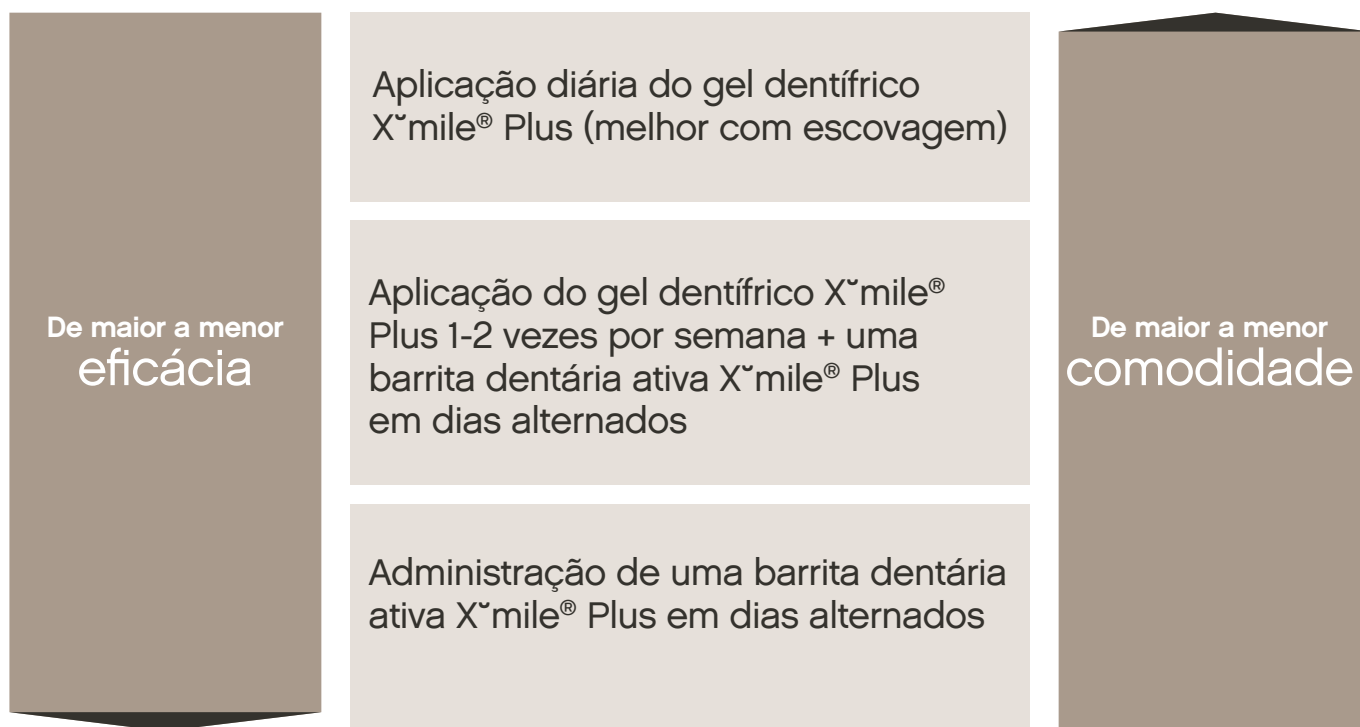 Aplicação diária do gel dentífrico
X˘mile® Plus (melhor com escovagem)
De maior a menor
eficácia
Aplicação do gel dentífrico X˘mile®
Plus 1-2 vezes por semana + uma
barrita dentária ativa X˘mile® Plus
em dias alternados
De maior a menor
comodidade
Administração de uma barrita dentária
ativa X˘mile® Plus em dias alternados